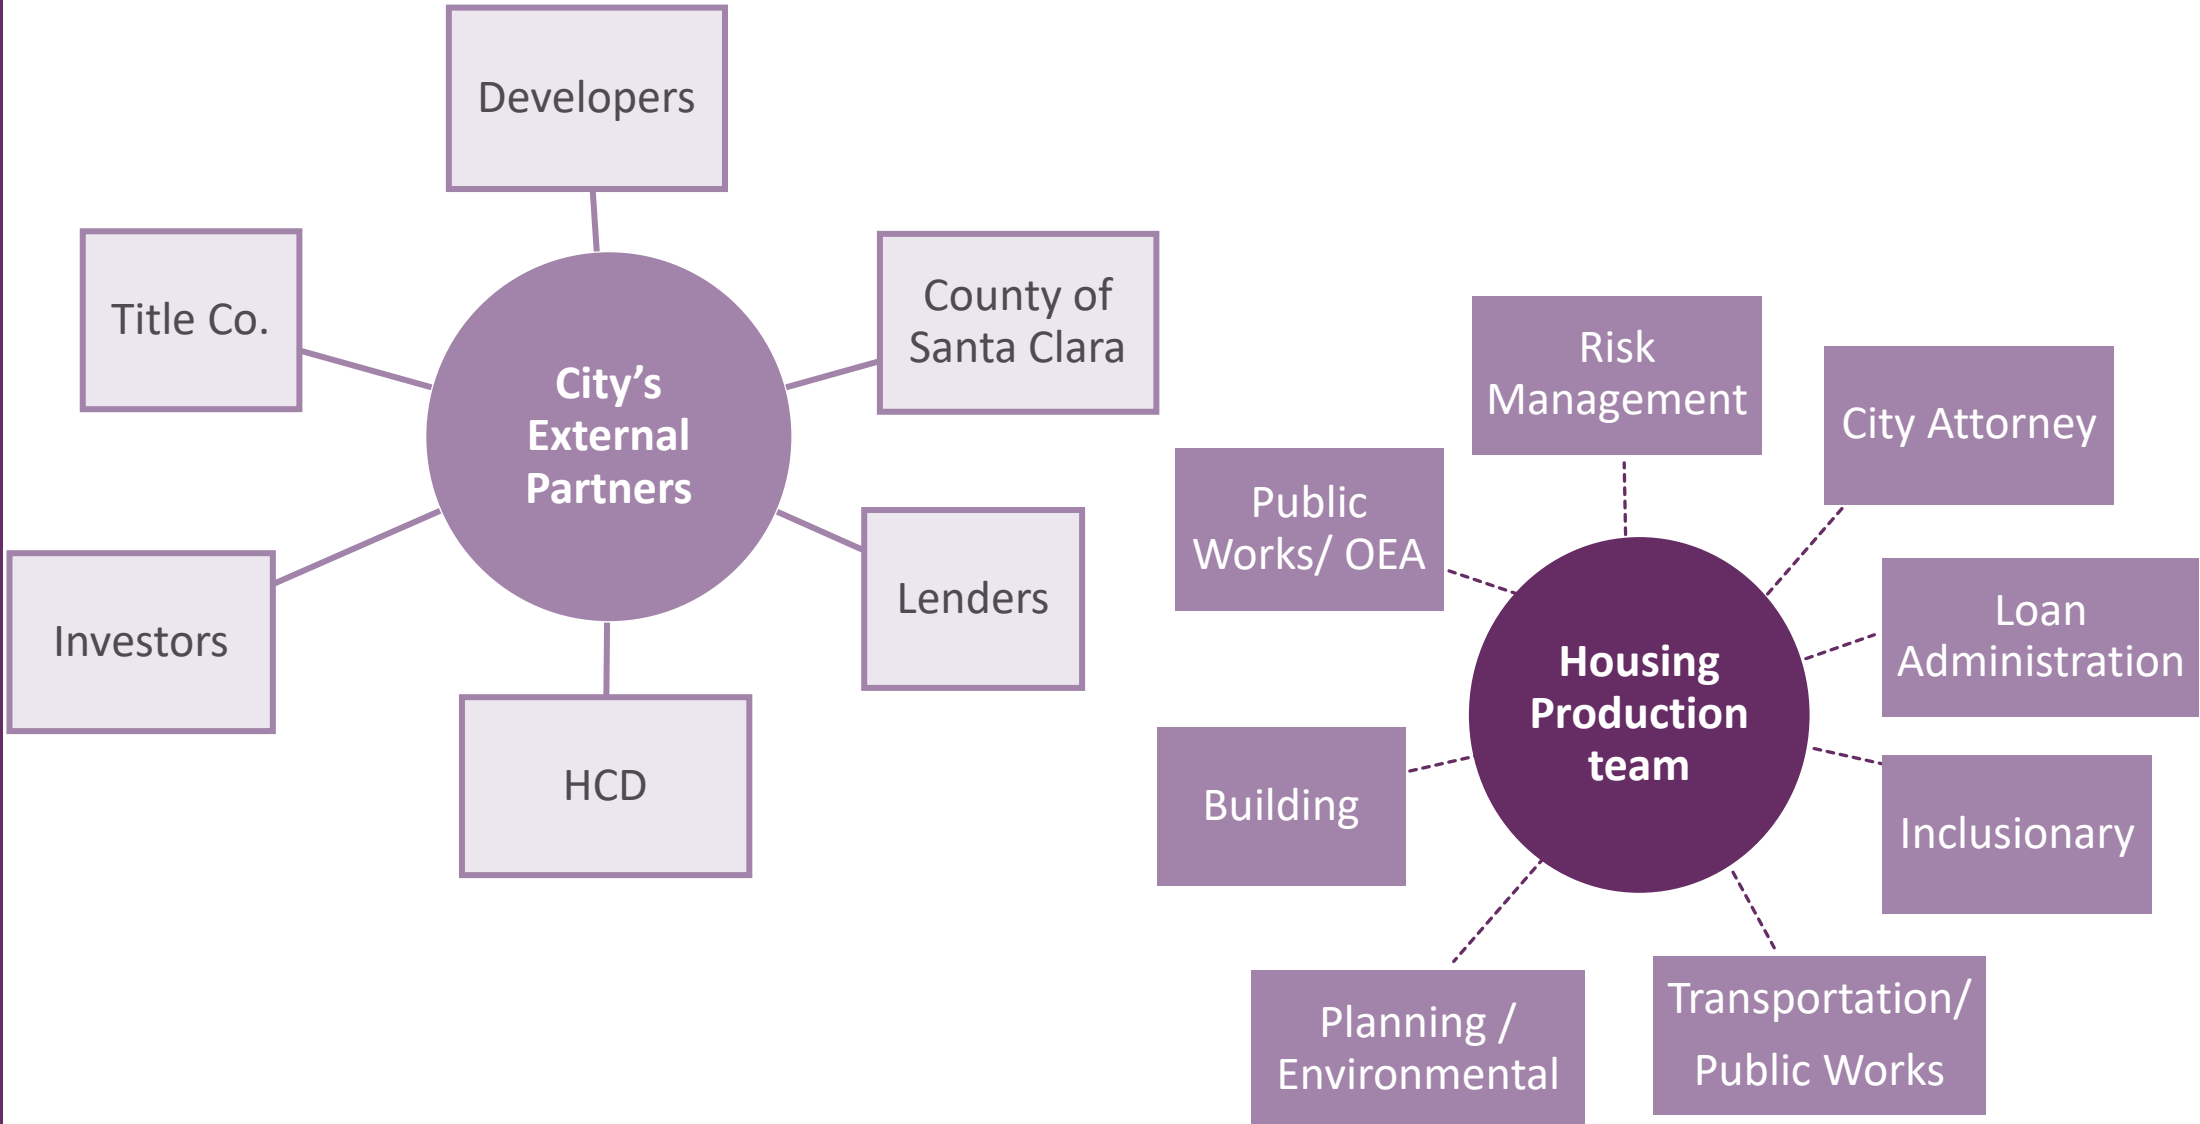 Developers
Title Co.
County of
Santa Clara
City’s
External
Partners
Lenders
Investors
HCD
Risk
Management
City Attorney
Public
Works/ OEA
Loan
Administration
Housing
Production
team
Building
Inclusionary
Planning /
Environmental
Transportation/
Public Works